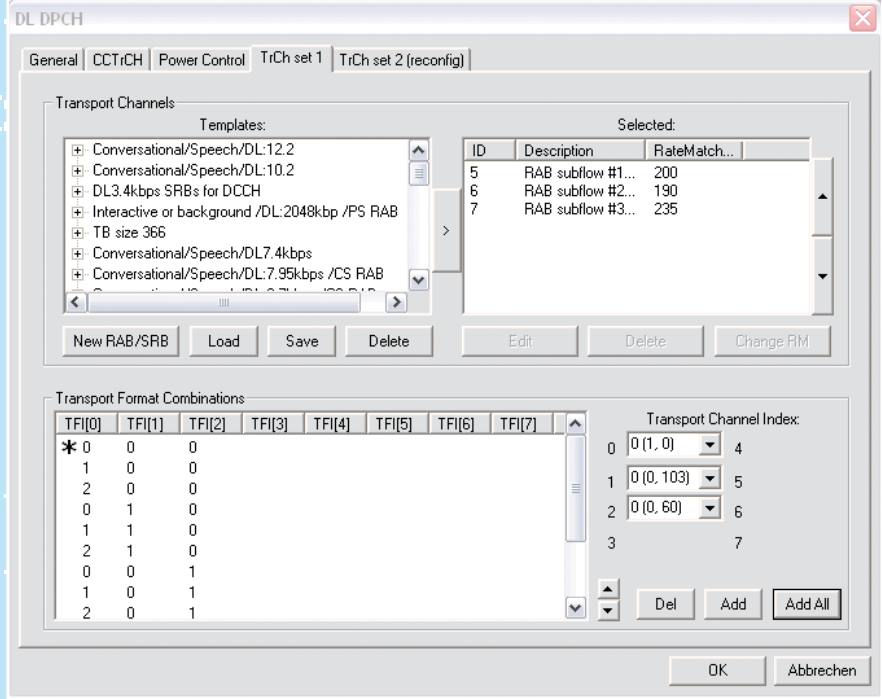 DL DPCH
General CCTrCH Power Control TrCh set 1 TrCh set 2 (reconfig)
Transport Channels
Templates:
Conversational/Speech/DL:12.2
Conversational/Speech/DL:10.2
DL3.4kbps SRBs for DCCH
Interactive or background /DL:2048kbp /PS RAB
TB size 366
Conversational/Speech/DL7.4kbps
Conversational/Speech/DL:7.95kbps /CS RAB
>
Selected:
ID Description RateMatch...
5 RAB subflow #1... 200
6 RAB subflow #2... 190
7 RAB subflow #3... 235
New RAB/SRB Load Save Delete
Edit Delete Change RM
Transport Format Combinations
TFI[0] TFI[1] TFI[2] TFI[3] TFI[4] TFI[5] TFI[6] TFI[7]
* 0 0 0
1 0 0
2 0 0
0 1 0
1 1 0
2 1 0
0 0 1
1 0 1
2 0 1
Transport Channel Index:
0 0 (1, 0) 4
1 0 (0, 103) 5
2 0 (0, 60) 6
3 7
Del Add Add All
OK Abbrechen